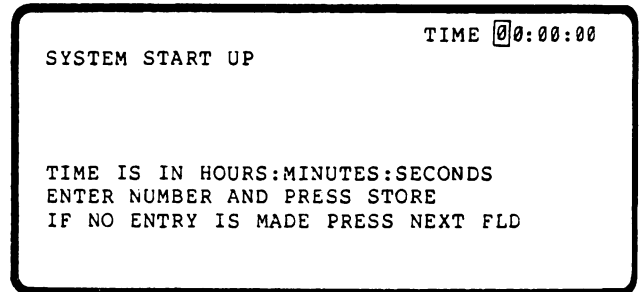 TIME 00:00:00
SYSTEM START UP
TIME IS IN HOURS:MINUTES:SECONDS
ENTER NUMBER AND PRESS STORE
IF NO ENTRY IS MADE PRESS NEXT FLD